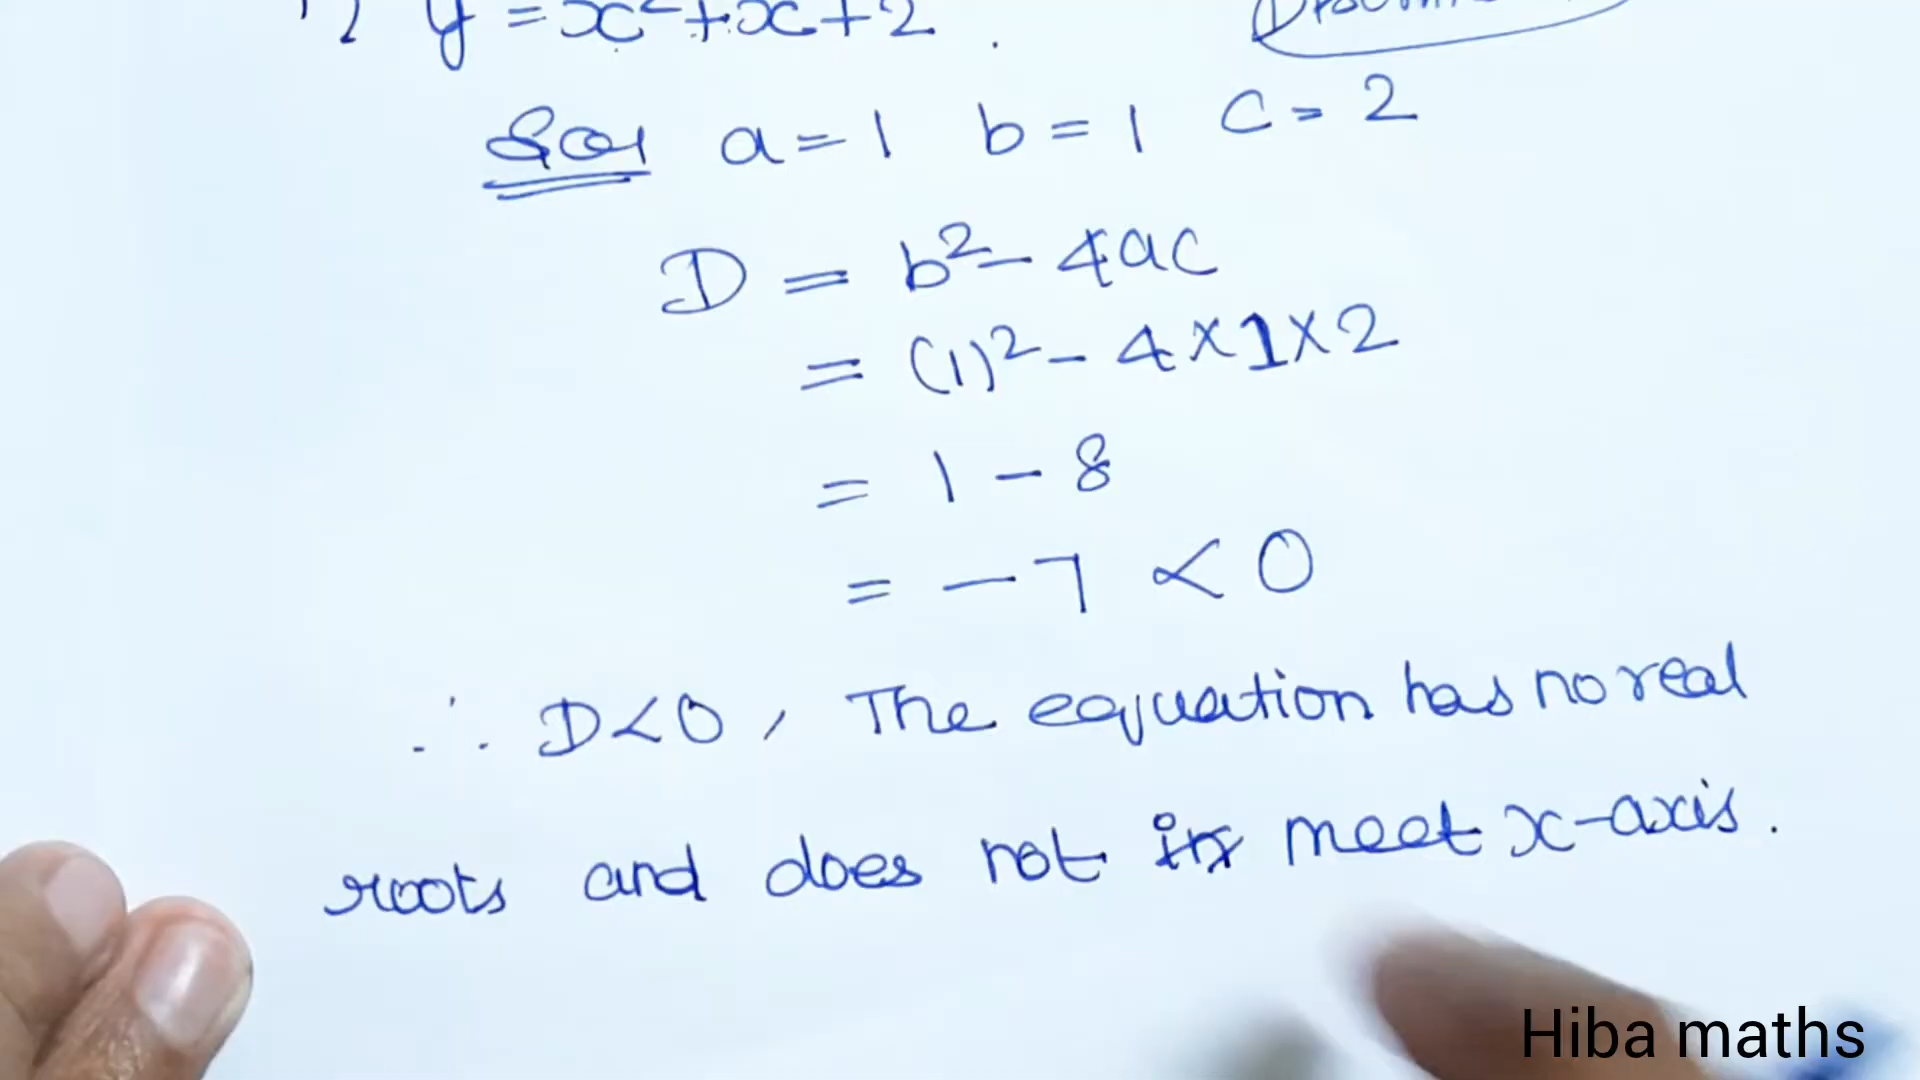 y = x² + x + 2
Sol a = 1 b = 1 c = 2
D = b² - 4ac
= (1)² - 4 × 1 × 2
= 1 - 8
= -7 < 0
∴ D < 0, The equation has no real
roots and does not meet x-axis.
Hiba maths